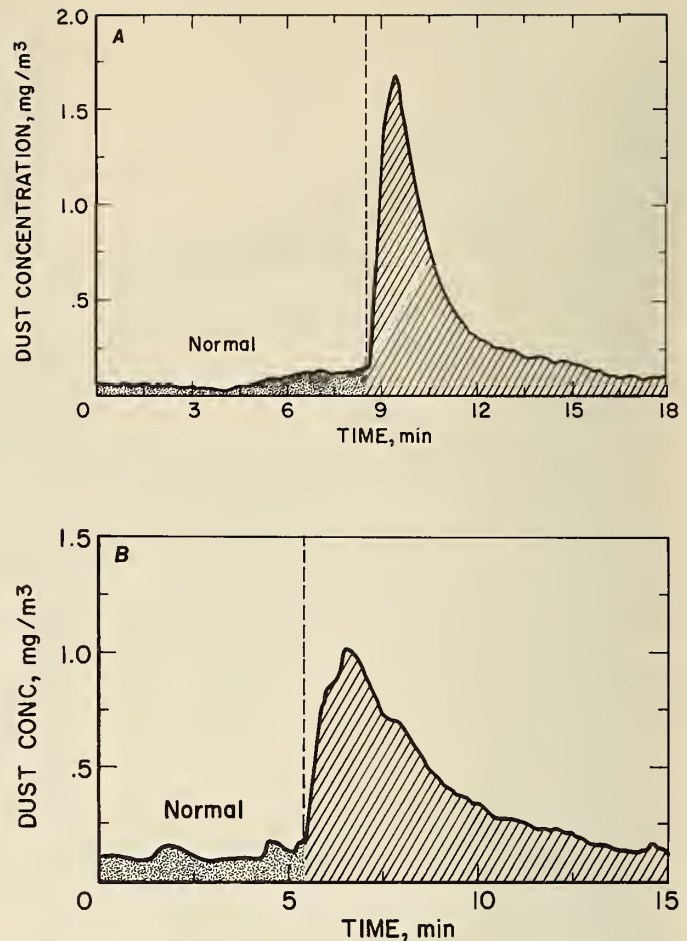 A
DUST CONCENTRATION, mg/m³
2.0
1.5
1.0
.5
Normal
0 3 6 9 12 15 18
TIME, min
B
DUST CONC, mg/m³
1.5
1.0
.5
Normal
0 5 10 15
TIME, min